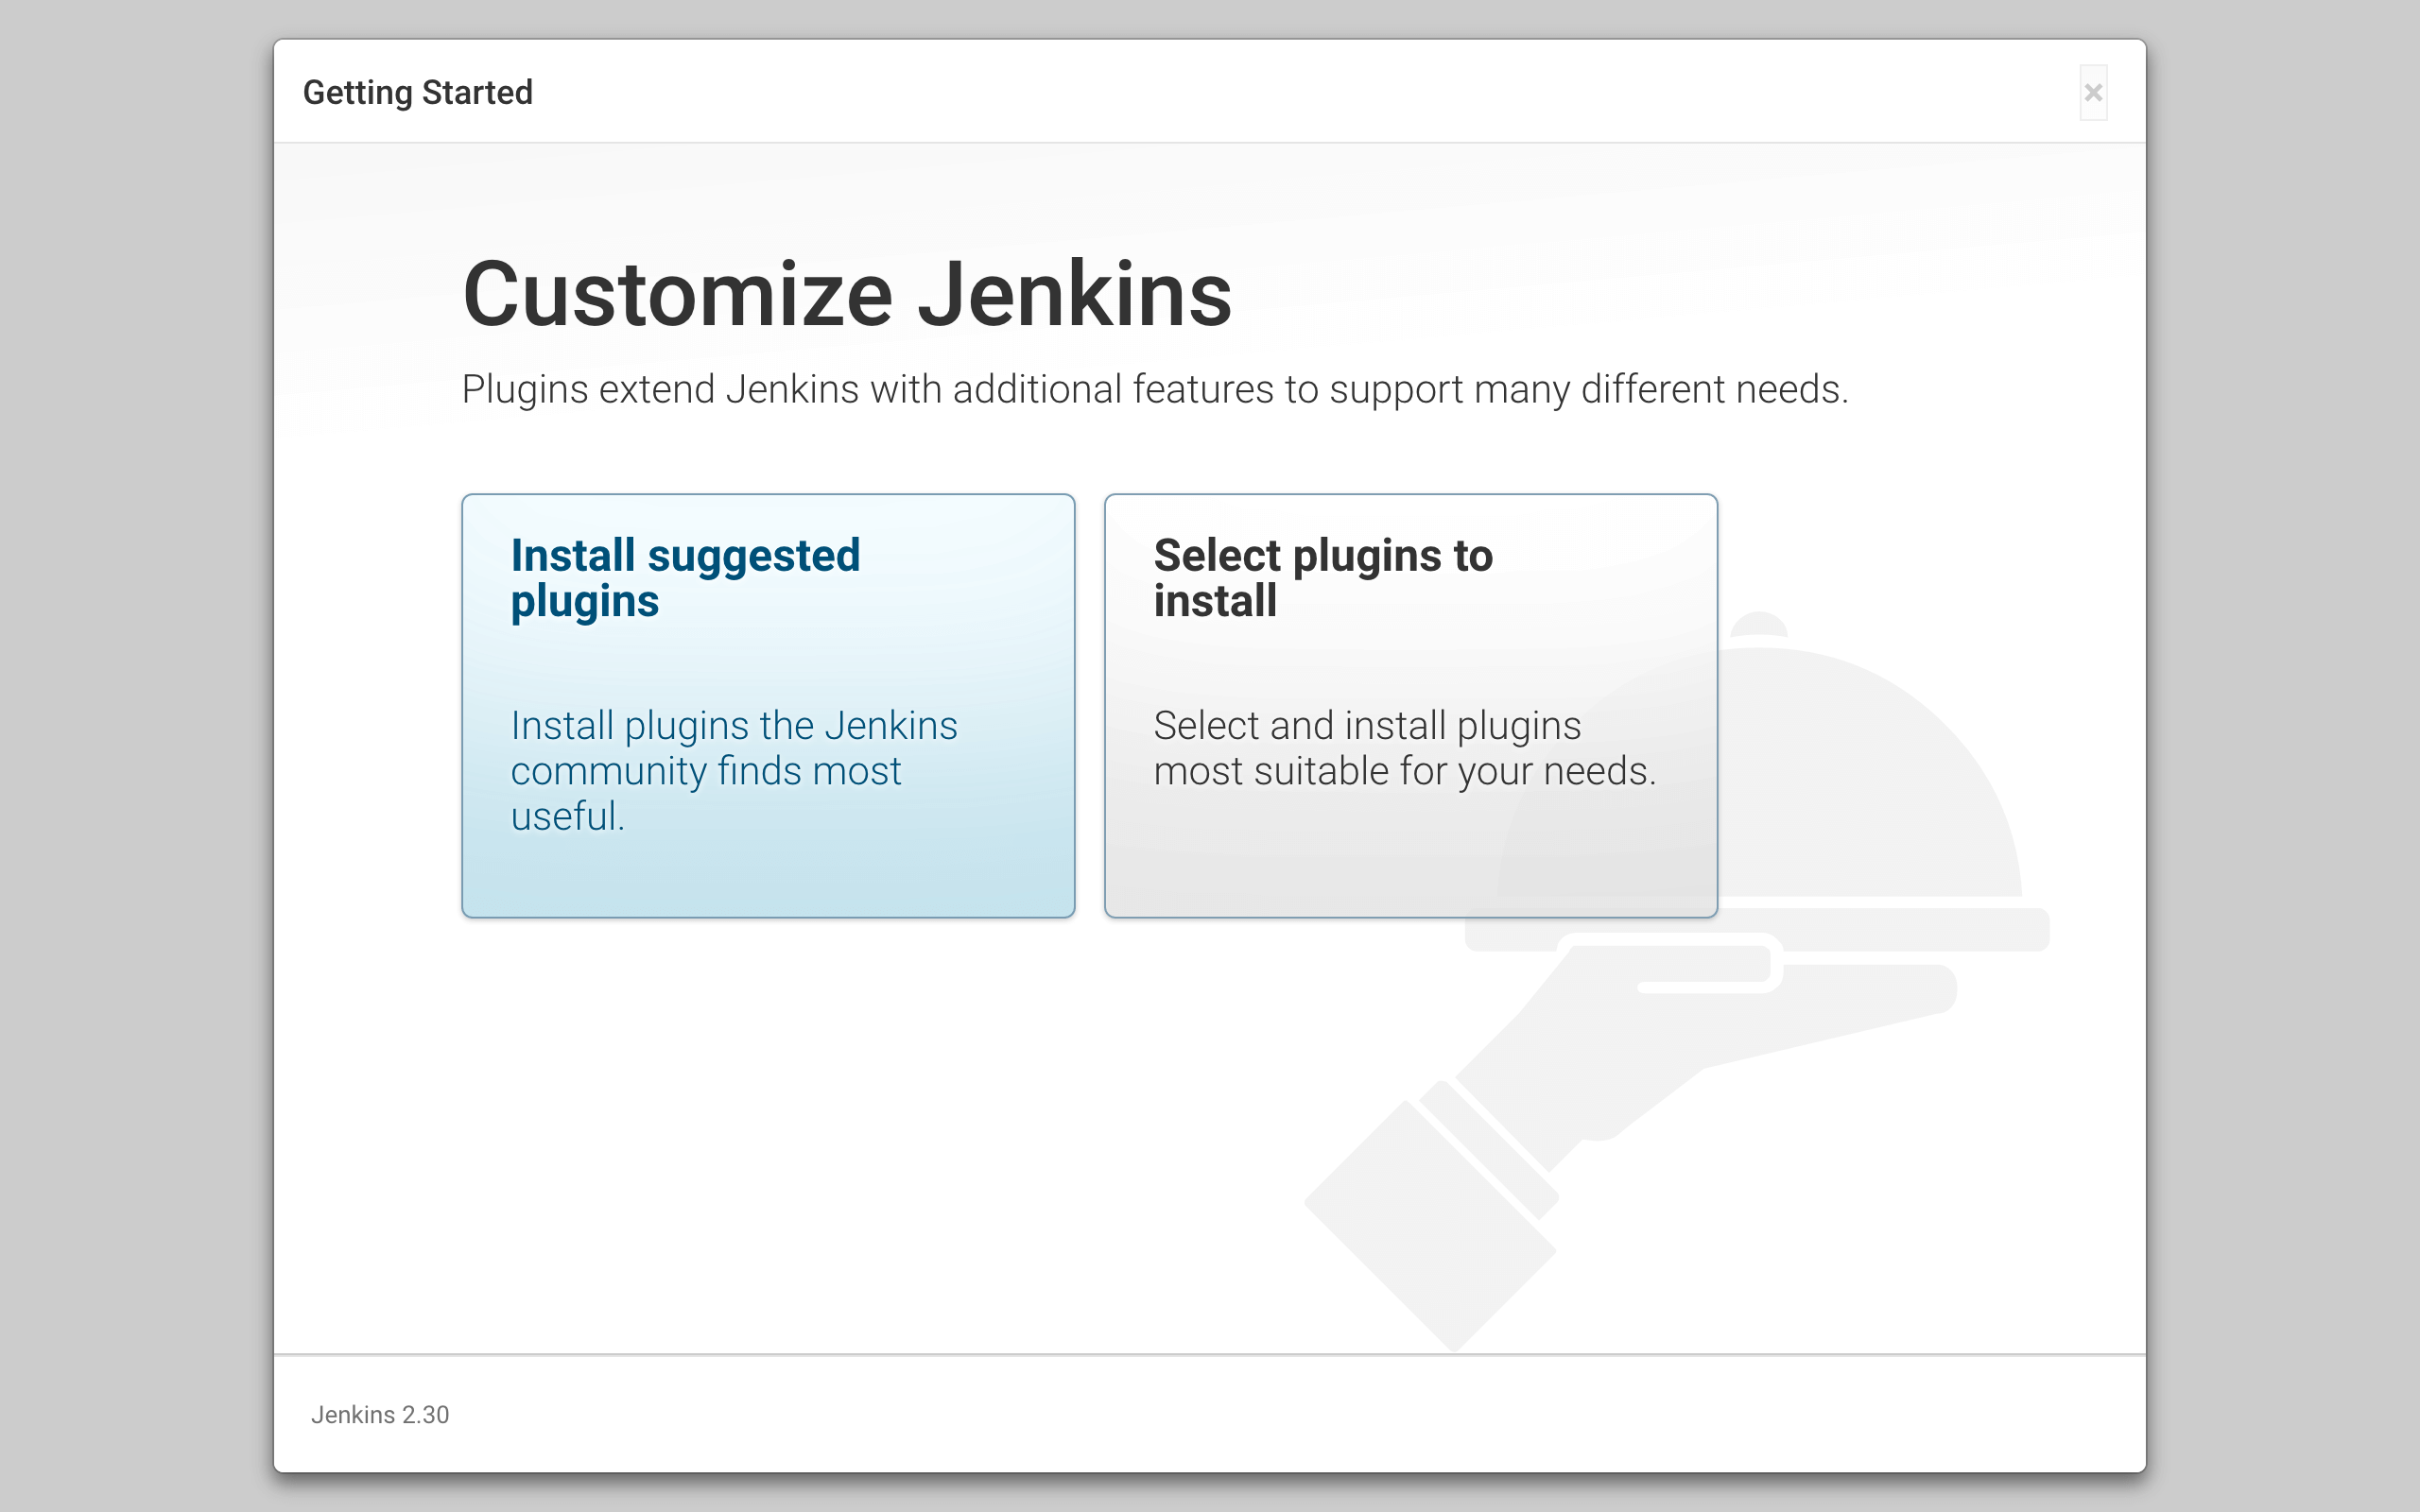 Getting Started
×
Customize Jenkins
Plugins extend Jenkins with additional features to support many different needs.
Install suggested
plugins
Install plugins the Jenkins
community finds most
useful.
Select plugins to
install
Select and install plugins
most suitable for your needs.
Jenkins 2.30